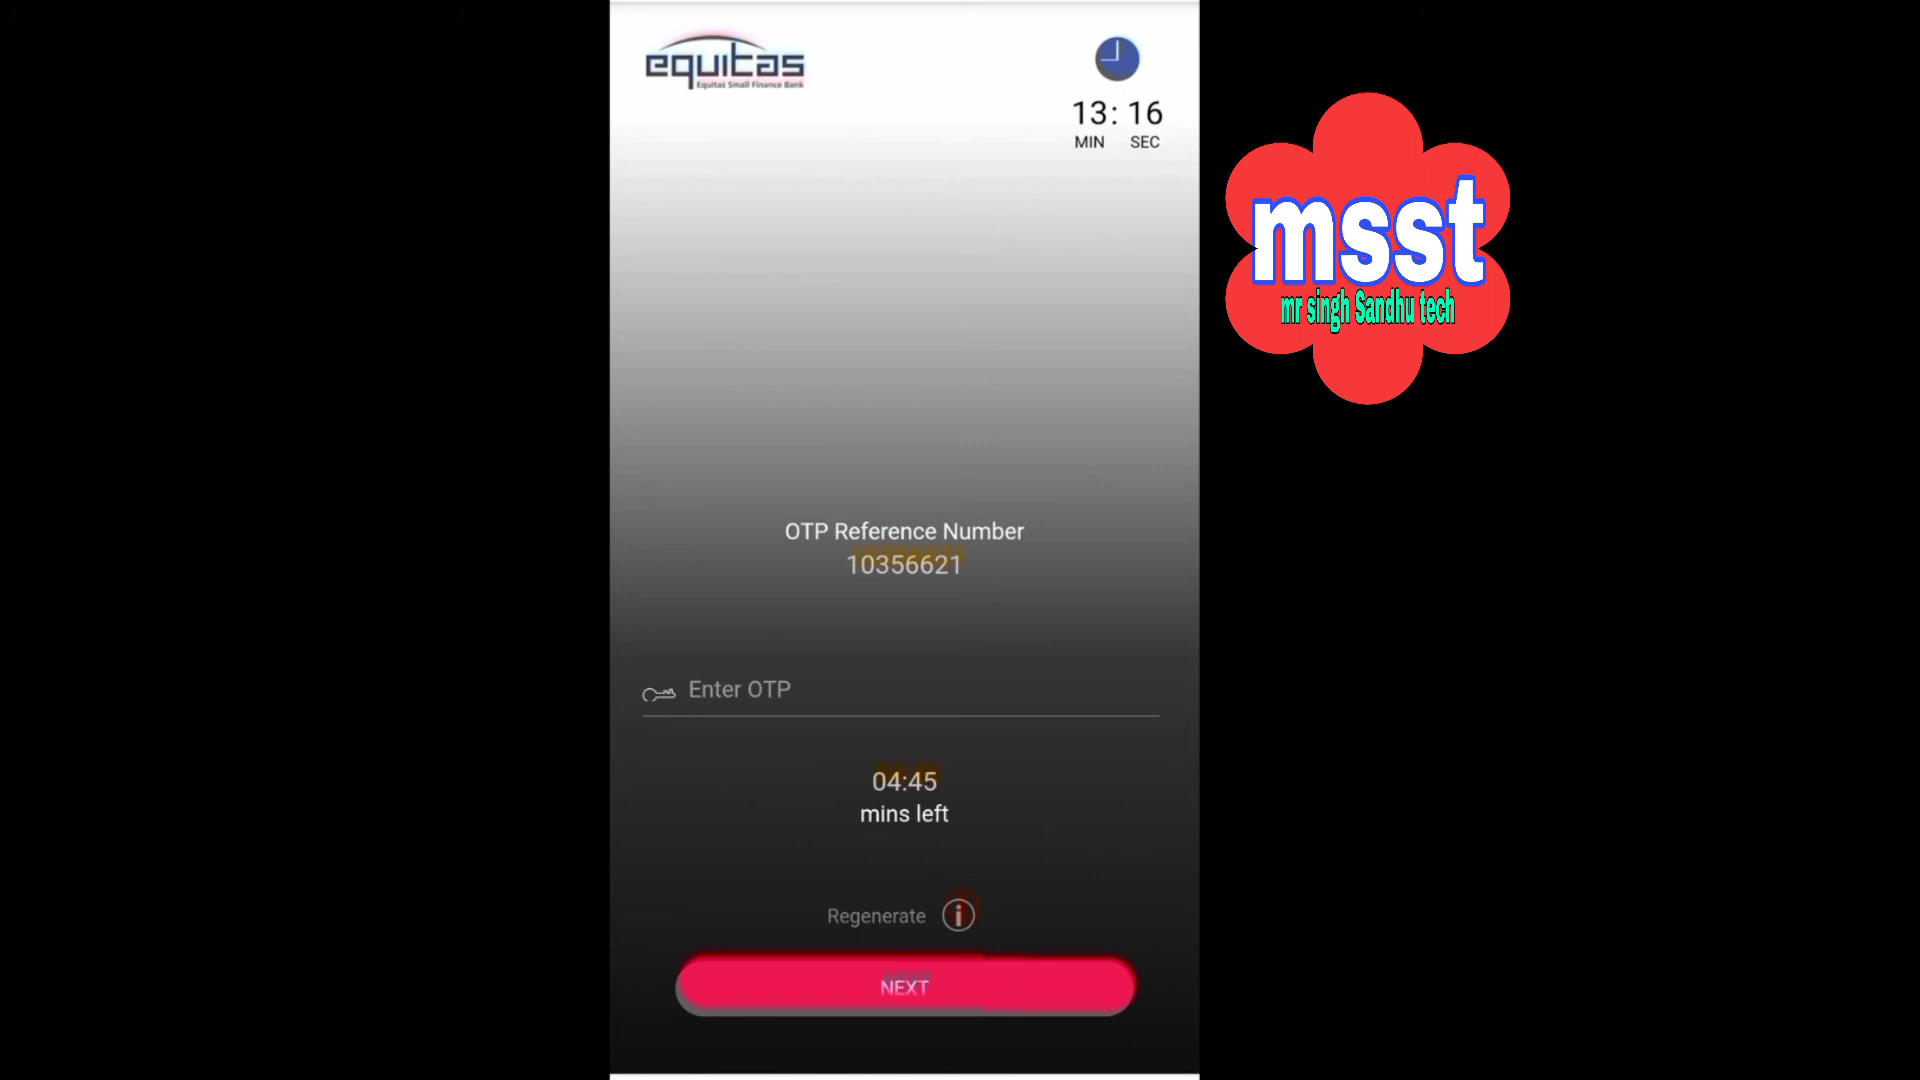 equitas
Equitas Small Finance Bank
13: 16
MIN SEC
msst
mr singh Sandhu tech
OTP Reference Number
10356621
Enter OTP
04:45
mins left
Regenerate
NEXT